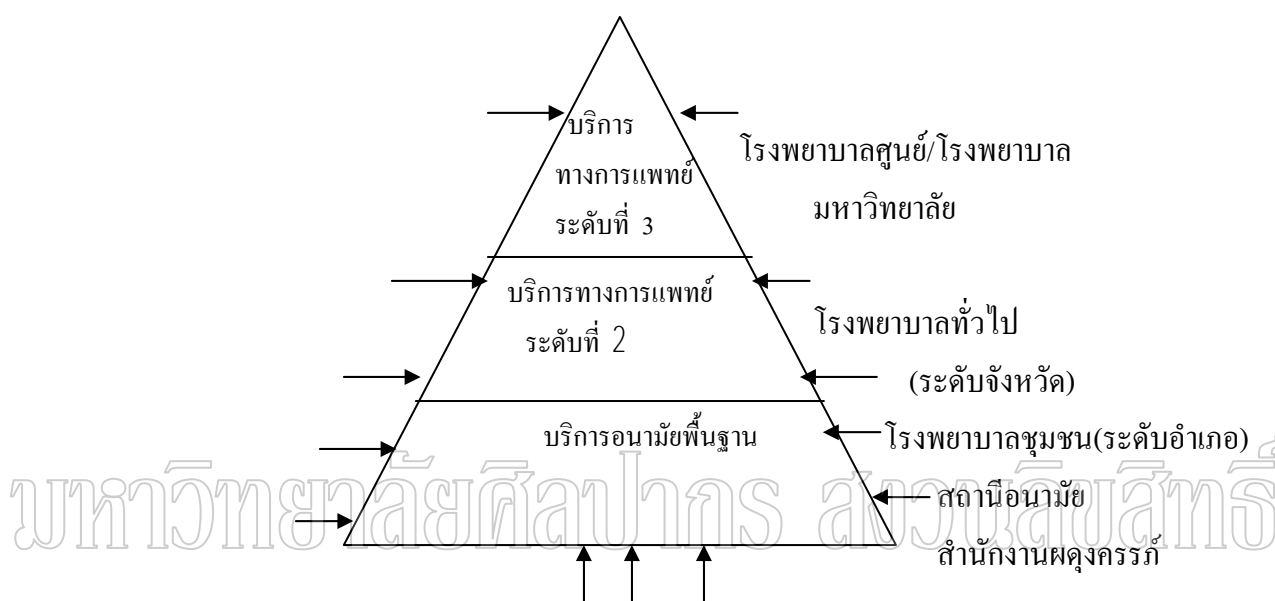 บริการ
ทางการแพทย์
ระดับที่ 3
โรงพยาบาลศูนย์/โรงพยาบาล
มหาวิทยาลัย
บริการทางการแพทย์
ระดับที่ 2
โรงพยาบาลทั่วไป
(ระดับจังหวัด)
บริการอนามัยพื้นฐาน
โรงพยาบาลชุมชน(ระดับอำเภอ)
สถานีอนามัย
สำนักงานผดุงครรภ์
มหาวิทยาลัยศิลปากร สงวนลิขสิทธิ์